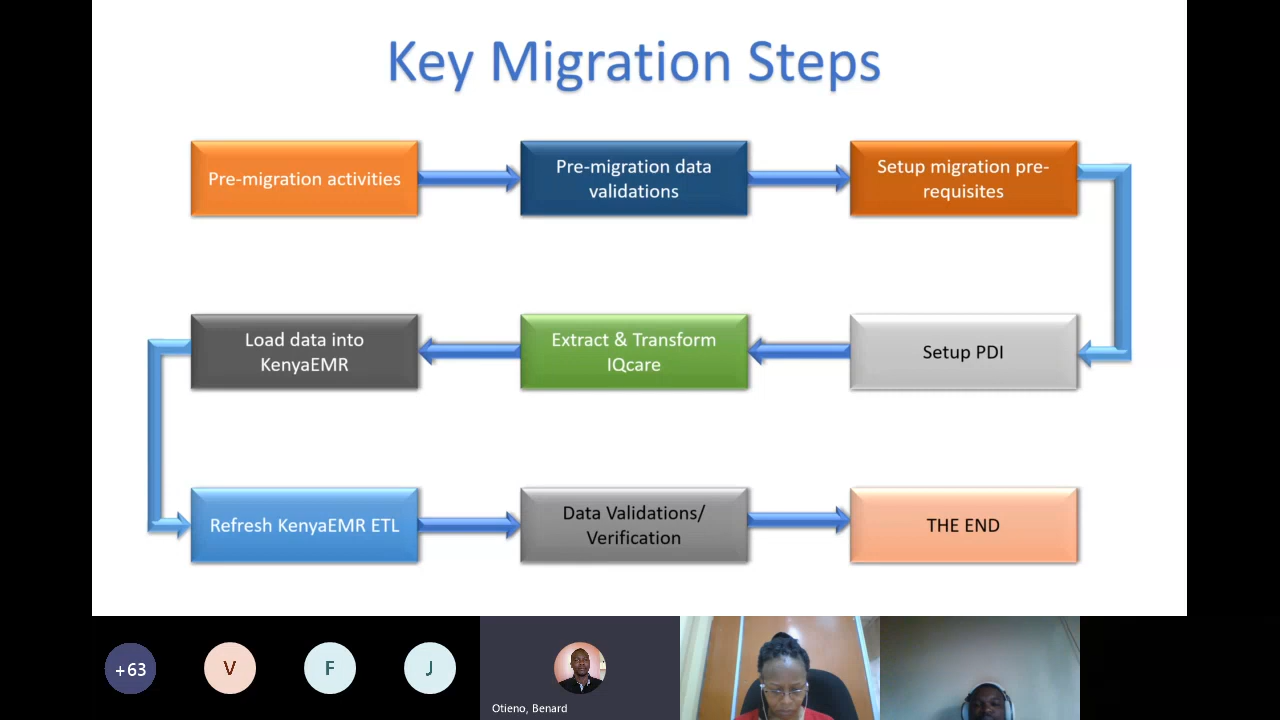 Key Migration Steps
Pre-migration activities
Pre-migration data
validations
Setup migration pre-
requisites
Setup PDI
Extract & Transform
IQcare
Load data into
KenyaEMR
Refresh KenyaEMR ETL
Data Validations/
Verification
THE END
+63
V
F
J
Otieno, Benard